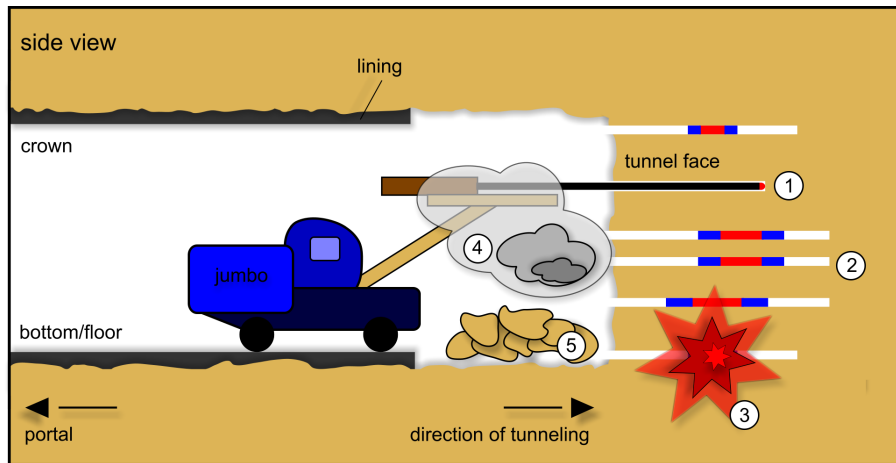 side view
lining
crown
tunnel face
1
4
2
jumbo
bottom/floor
5
3
portal
direction of tunneling